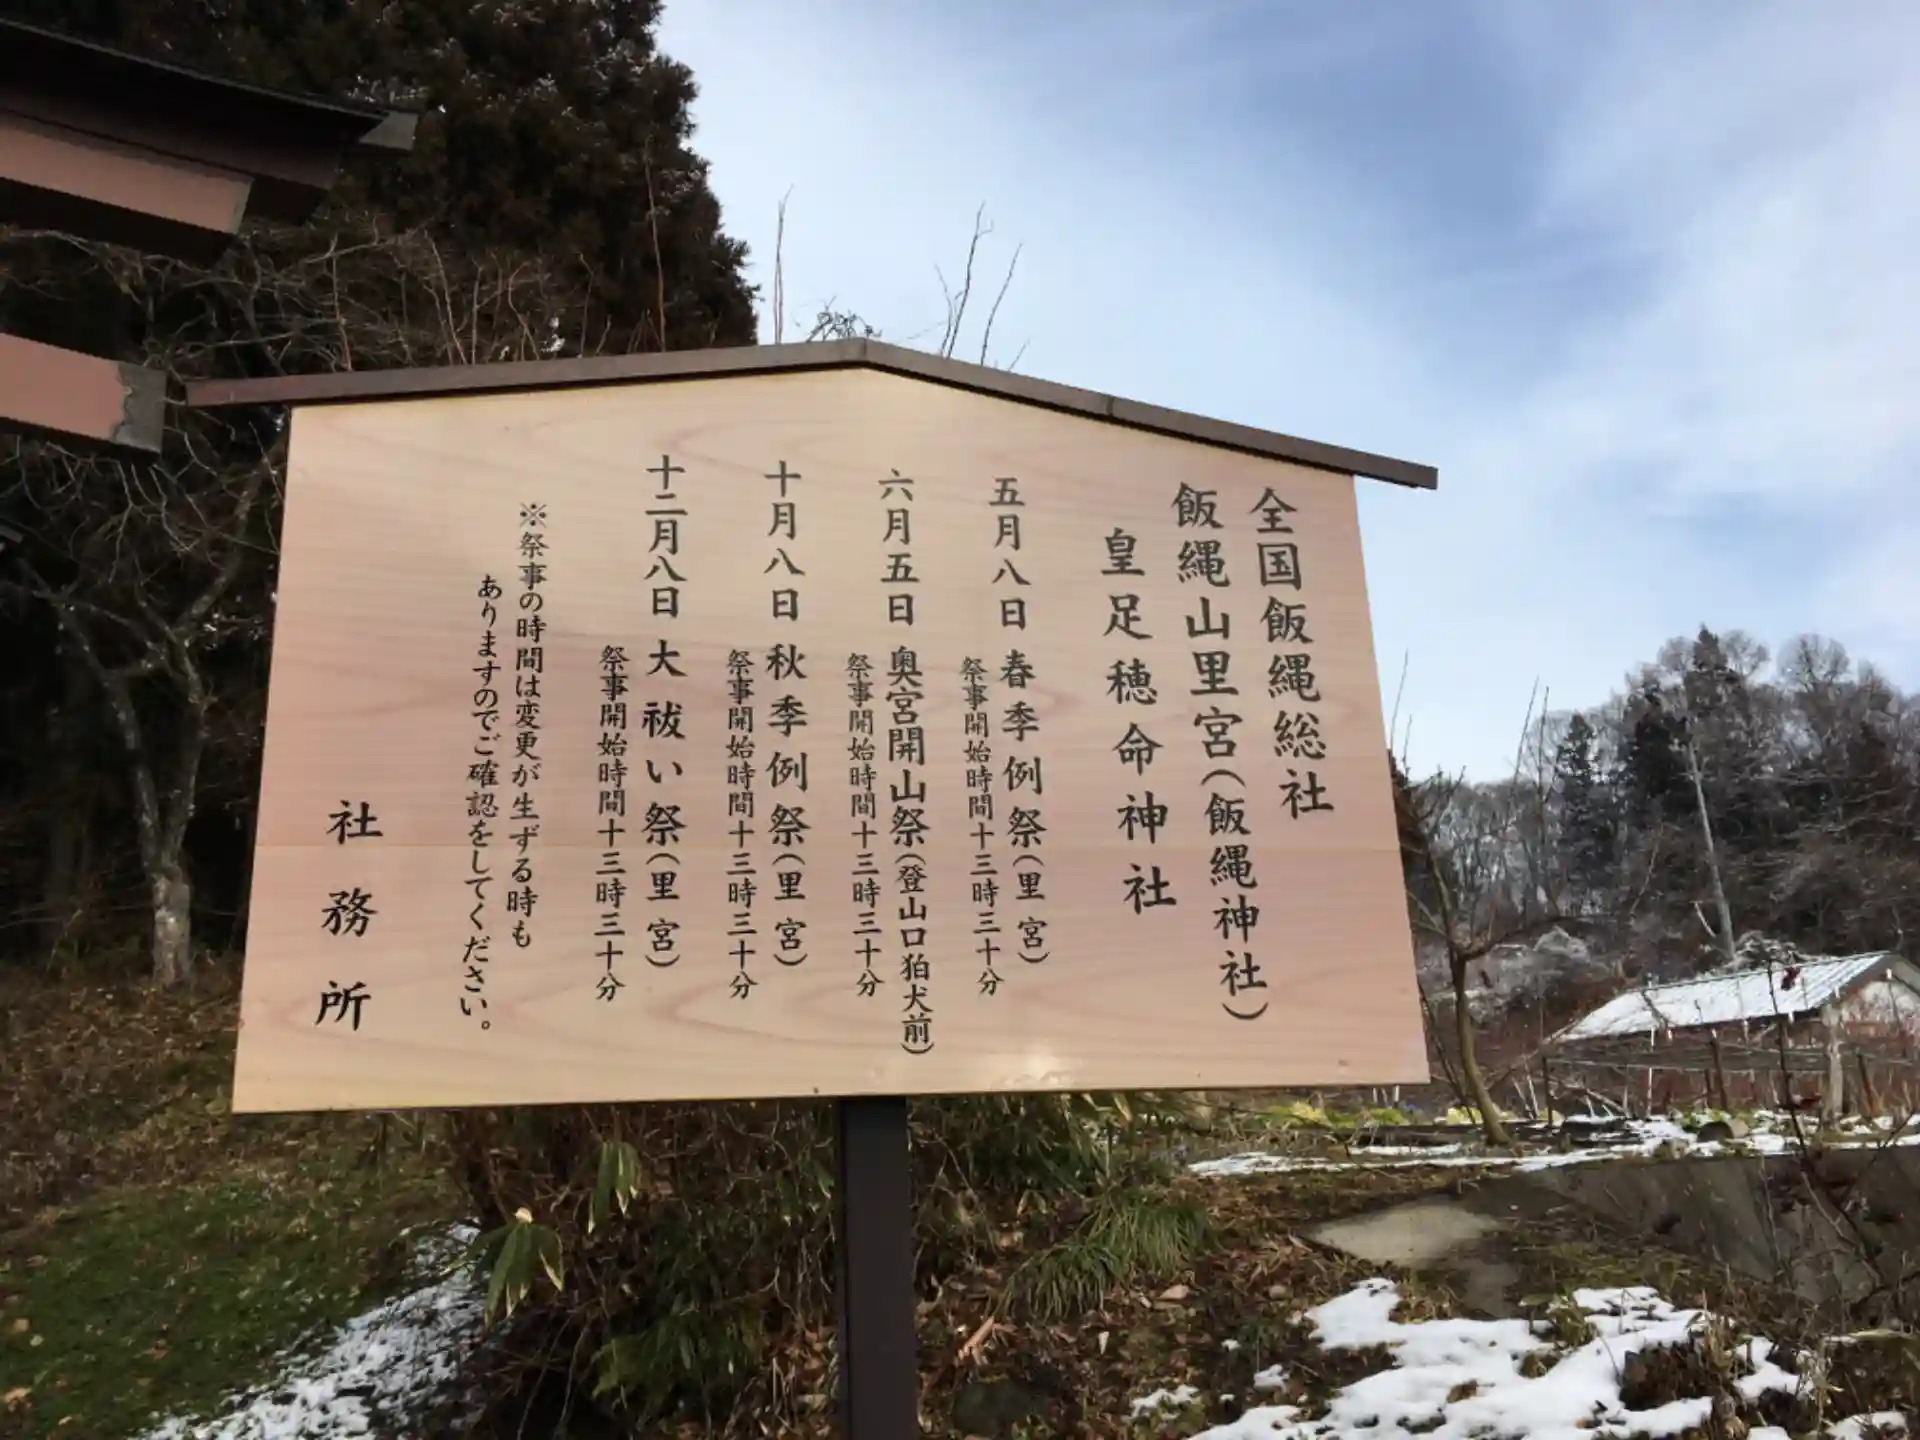 全国飯縄総社
飯縄山里宮(飯縄神社)
皇足穂命神社
五月八日 春季例祭(里宮)
祭事開始時間十三時三十分
六月五日 奥宮開山祭(登山口狛犬前)
祭事開始時間十三時三十分
十月八日 秋季例祭(里宮)
祭事開始時間十三時三十分
十二月八日 大祓い祭(里宮)
祭事開始時間十三時三十分
※祭事の時間は変更が生ずる時も
ありますのでご確認をしてください。
社務所